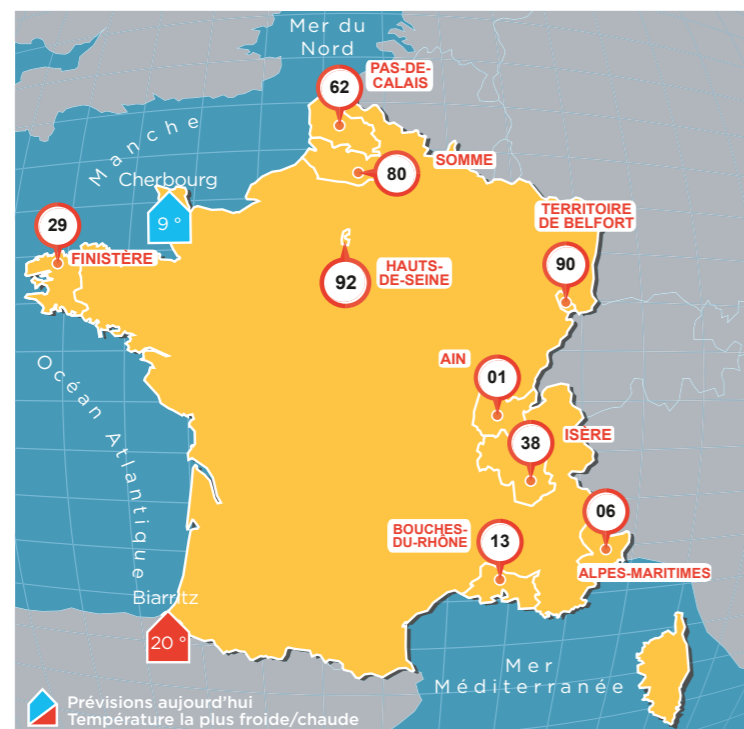 Mer du
Nord
PAS-DE-
CALAIS
62
Manche
SOMME
80
Cherbourg
9 °
TERRITOIRE
DE BELFORT
29
FINISTÈRE
90
HAUTS-
DE-SEINE
92
AIN
01
Océan Atlantique
ISÈRE
38
06
BOUCHES-
DU-RHÔNE
13
ALPES-MARITIMES
Biarritz
20 °
Mer
Méditerranée
Prévisions aujourd'hui
Température la plus froide/chaude